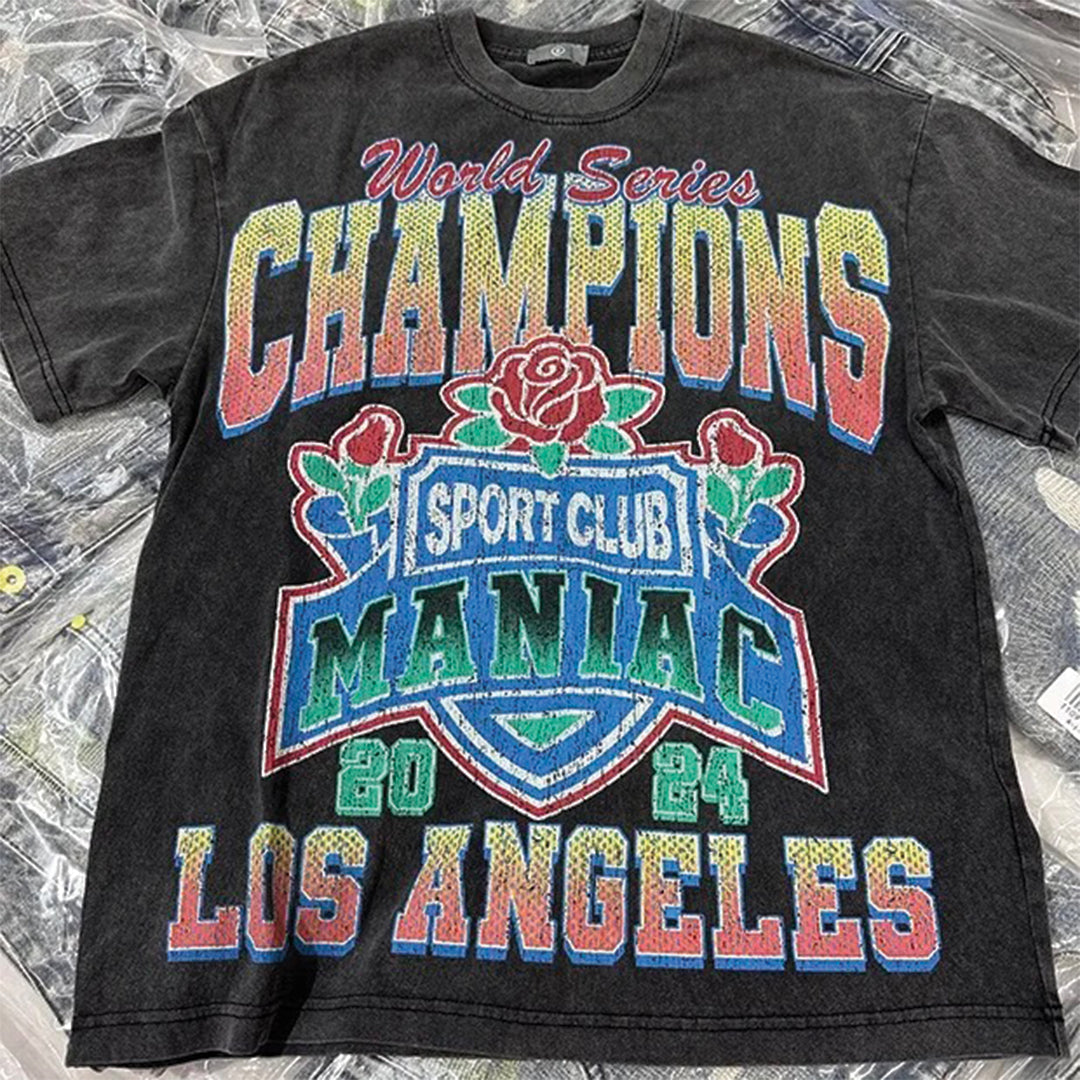 World Series
CHAMPIONS
SPORT CLUB
MANIAC
20 24
LOS ANGELES